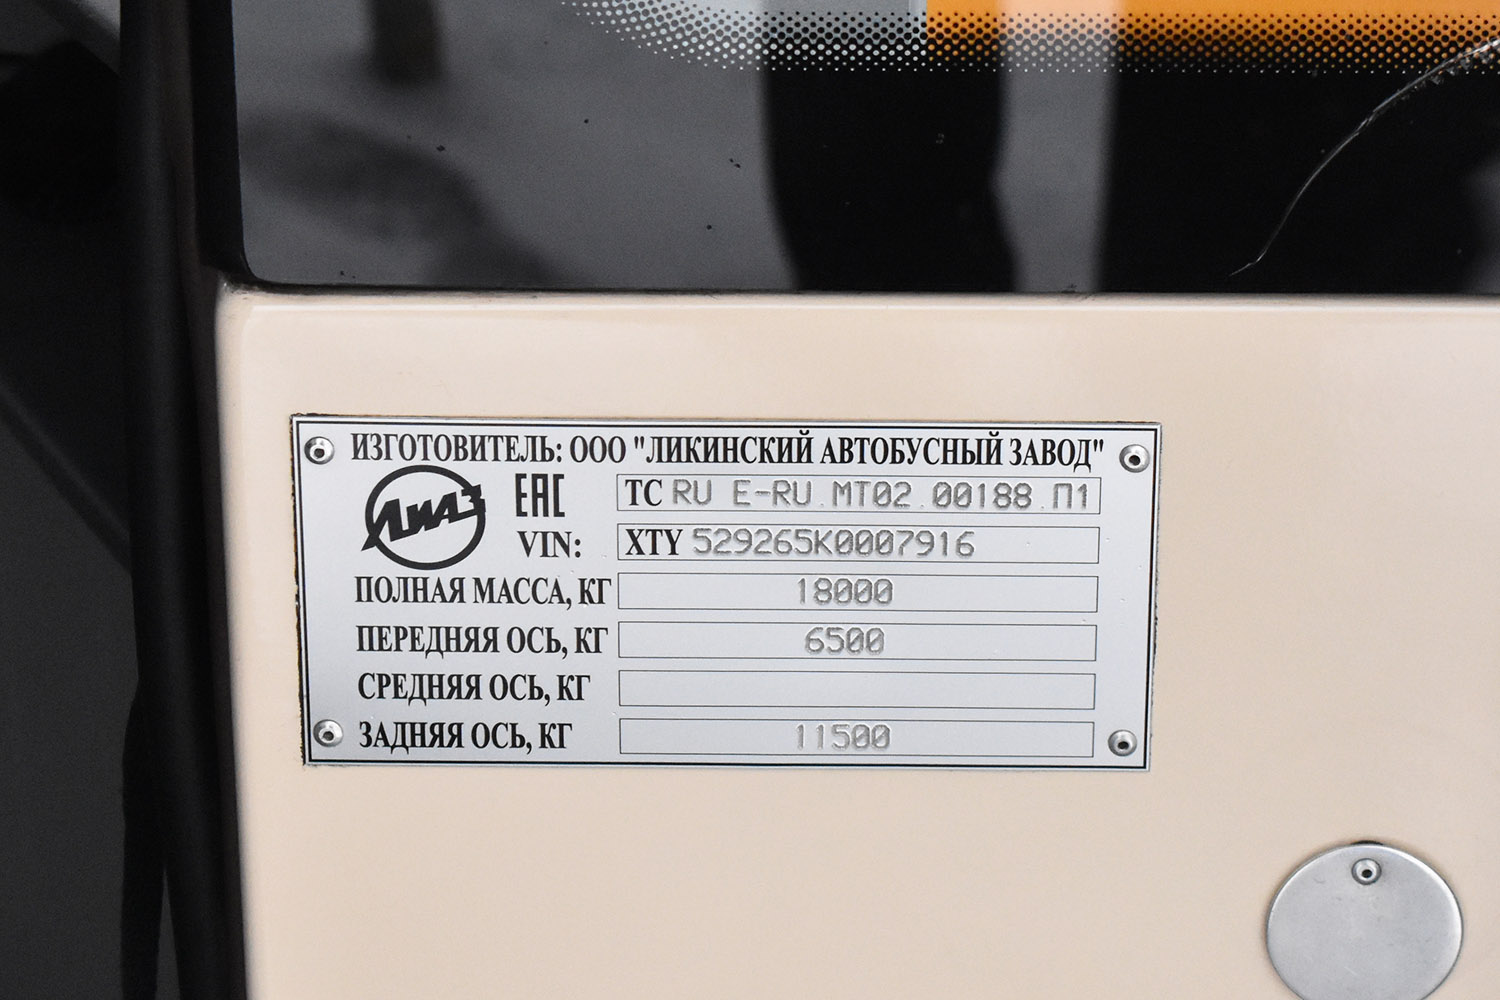 ИЗГОТОВИТЕЛЬ: ООО "ЛИКИНСКИЙ АВТОБУСНЫЙ ЗАВОД"
ЛИАЗ EAC ТС RU E-RU.MT02.00188.П1
VIN: XTY 529265K0007916
ПОЛНАЯ МАССА, КГ 18000
ПЕРЕДНЯЯ ОСЬ, КГ 6500
СРЕДНЯЯ ОСЬ, КГ
ЗАДНЯЯ ОСЬ, КГ 11500